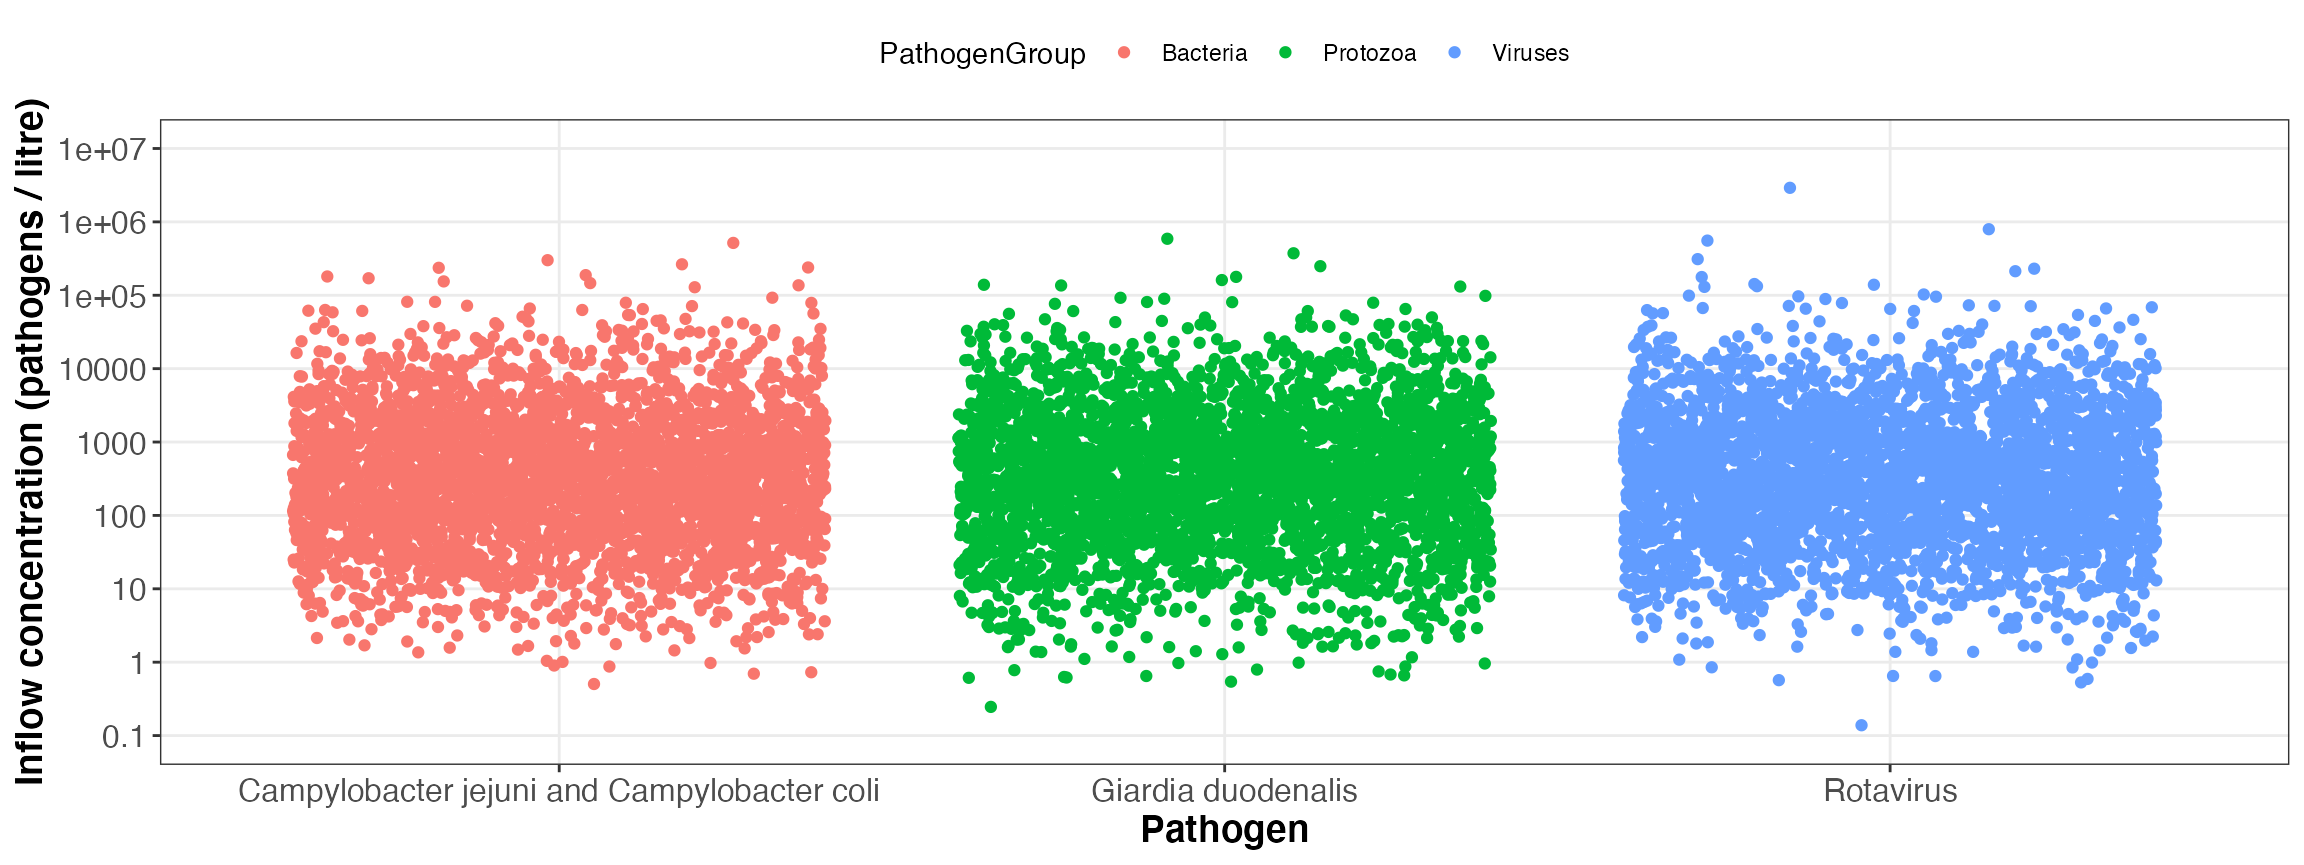 PathogenGroup Bacteria Protozoa Viruses
Inflow concentration (pathogens / litre)
1e+07
1e+06
1e+05
10000
1000
100
10
1
0.1
Campylobacter jejuni and Campylobacter coli Giardia duodenalis Rotavirus
Pathogen